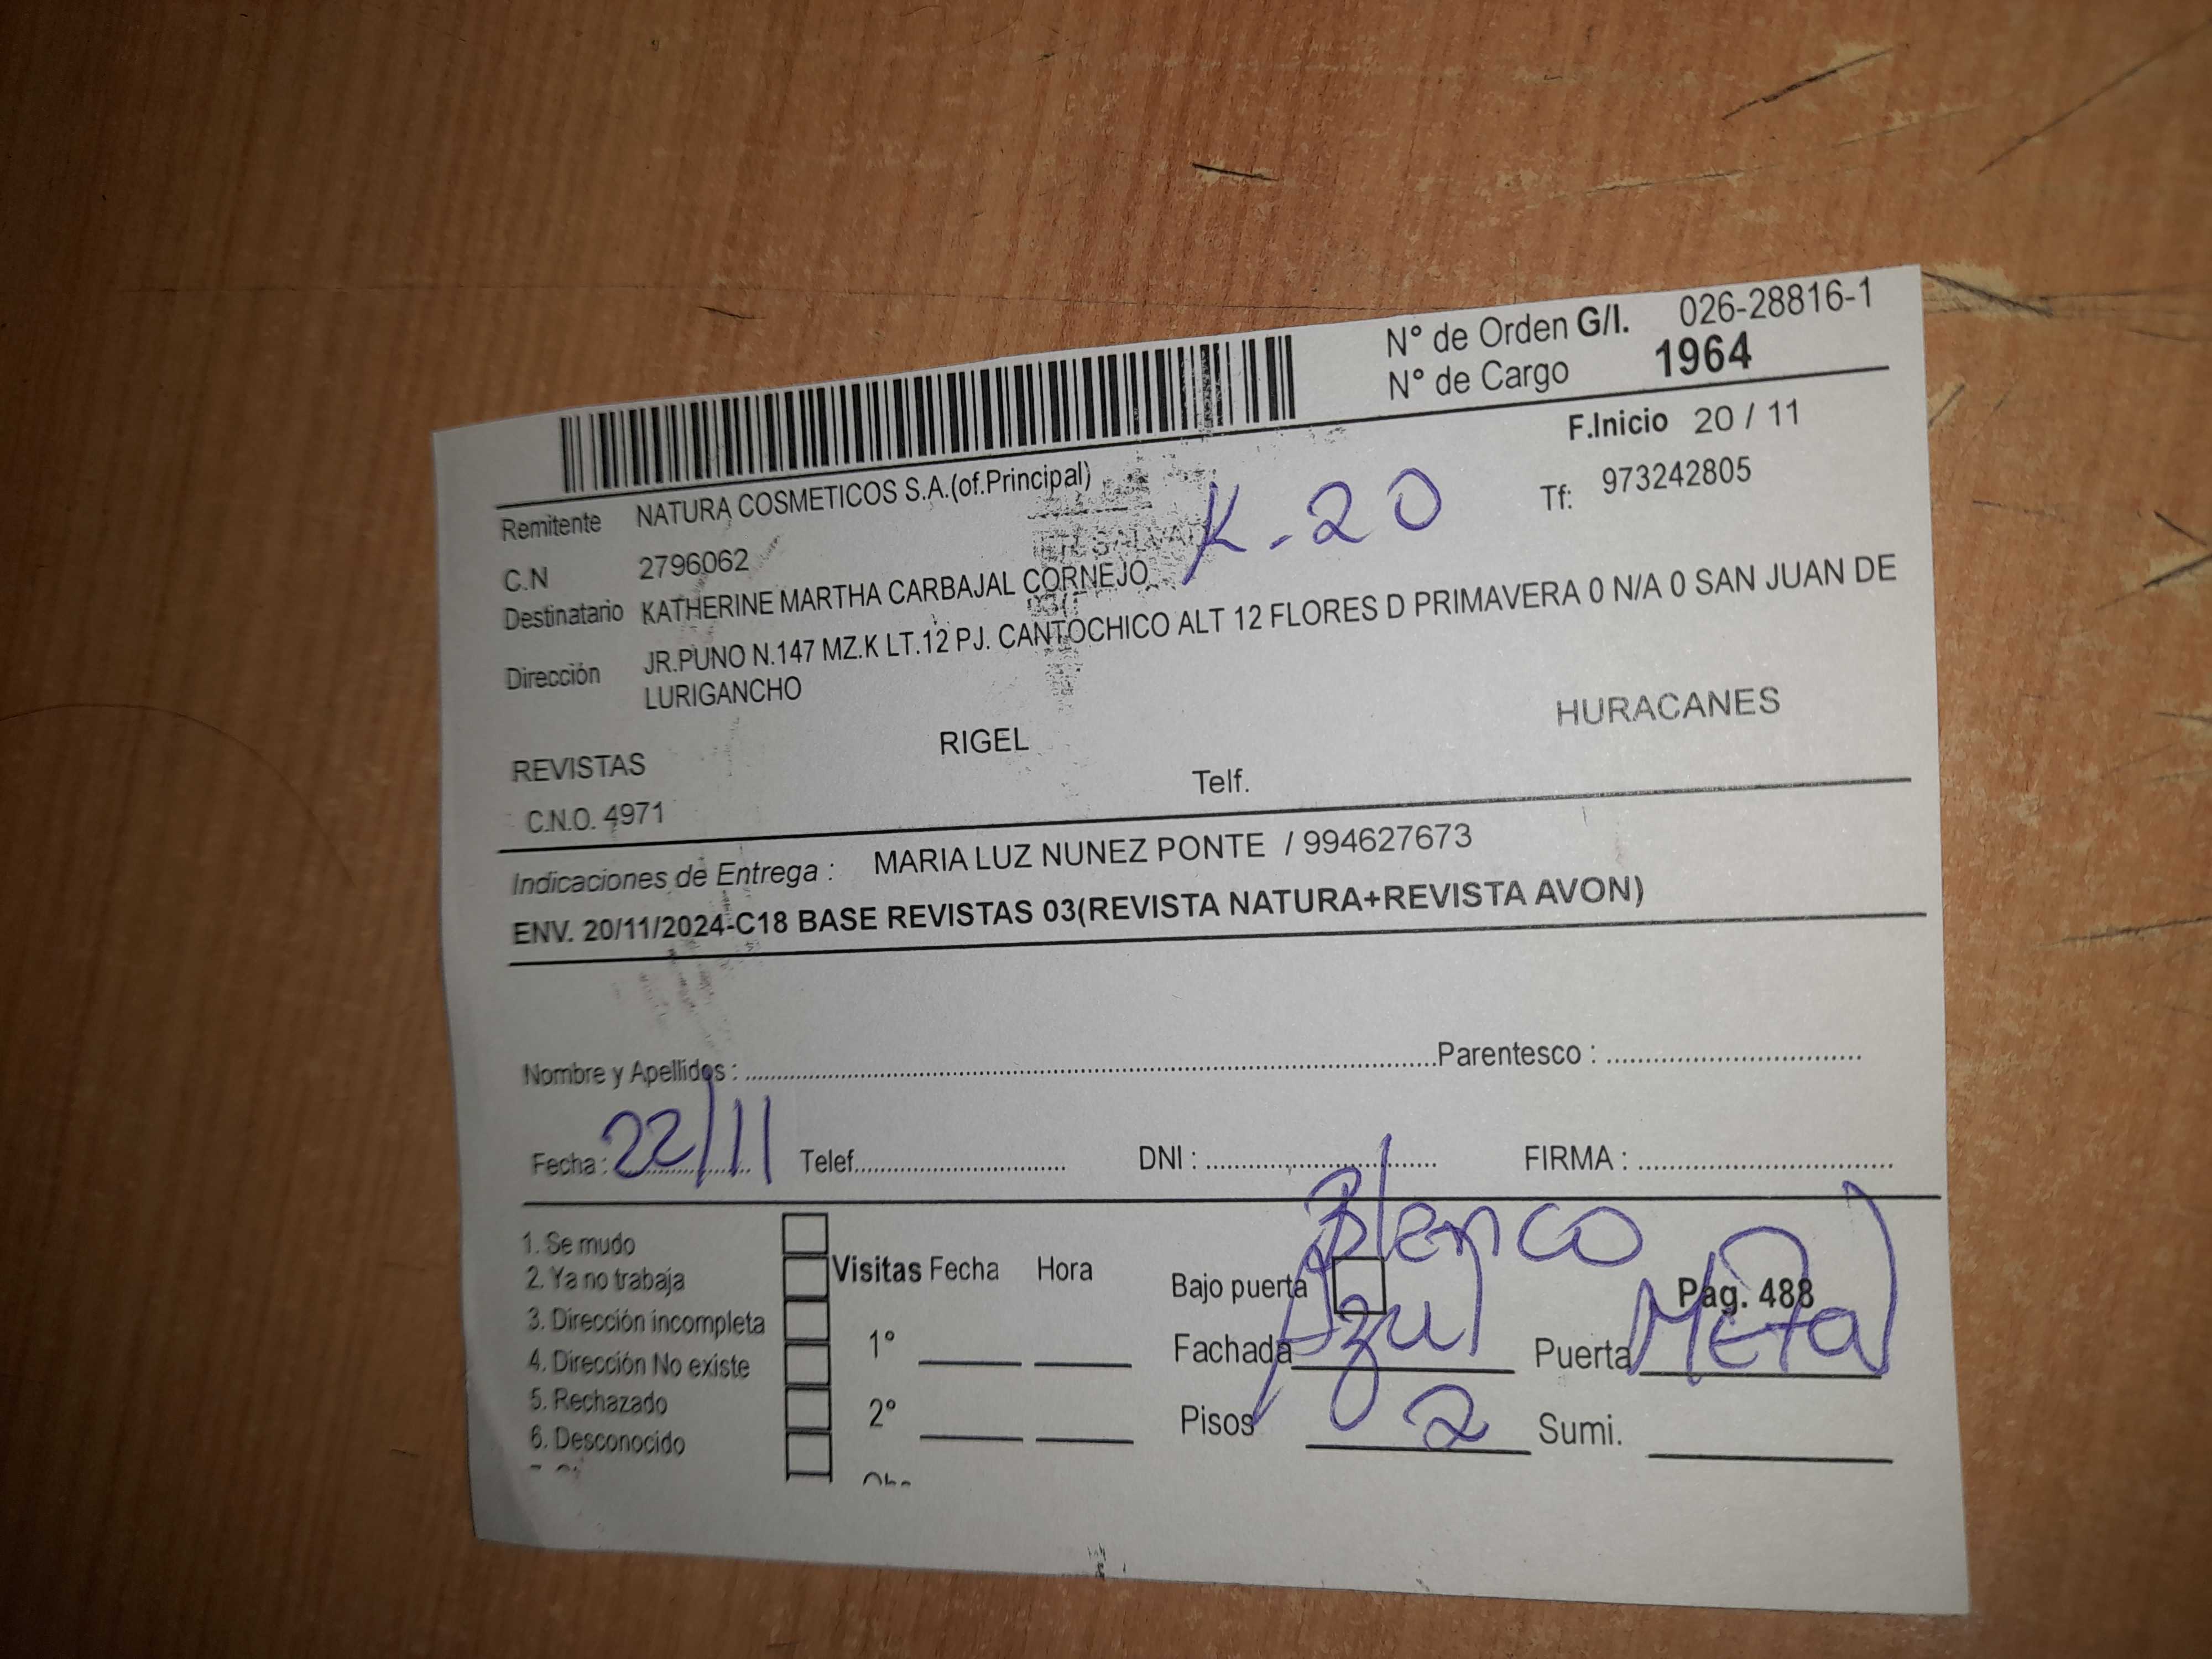 N° de Orden G/I. 026-28816-1
N° de Cargo 1964
F.Inicio 20 / 11
Remitente NATURA COSMETICOS S.A.(of.Principal)
K-20
Tf: 973242805
C.N 2796062
Destinatario KATHERINE MARTHA CARBAJAL CORNEJO
Dirección JR.PUNO N.147 MZ.K LT.12 PJ. CANTOCHICO ALT 12 FLORES D PRIMAVERA 0 N/A 0 SAN JUAN DE
LURIGANCHO
REVISTAS RIGEL HURACANES
C.N.O. 4971 Telf.
Indicaciones de Entrega : MARIA LUZ NUNEZ PONTE / 994627673
ENV. 20/11/2024-C18 BASE REVISTAS 03(REVISTA NATURA+REVISTA AVON)
Nombre y Apellidos : Parentesco :
Fecha : 22/11 Telef. DNI : FIRMA :
Blanco
1. Se mudo
2. Ya no trabaja Visitas Fecha Hora Bajo puerta Pag. 488
3. Dirección incompleta
4. Dirección No existe 1° Fachada Azul Puerta Metal
5. Rechazado
6. Desconocido 2° Pisos 2 Sumi.